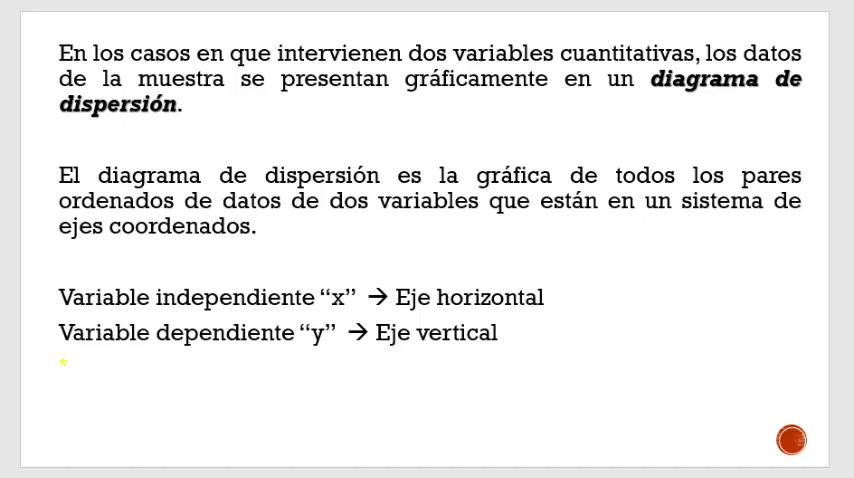 En los casos en que intervienen dos variables cuantitativas, los datos
de la muestra se presentan gráficamente en un diagrama de
dispersión.
El diagrama de dispersión es la gráfica de todos los pares
ordenados de datos de dos variables que están en un sistema de
ejes coordenados.
Variable independiente “x” → Eje horizontal
Variable dependiente “y” → Eje vertical
*